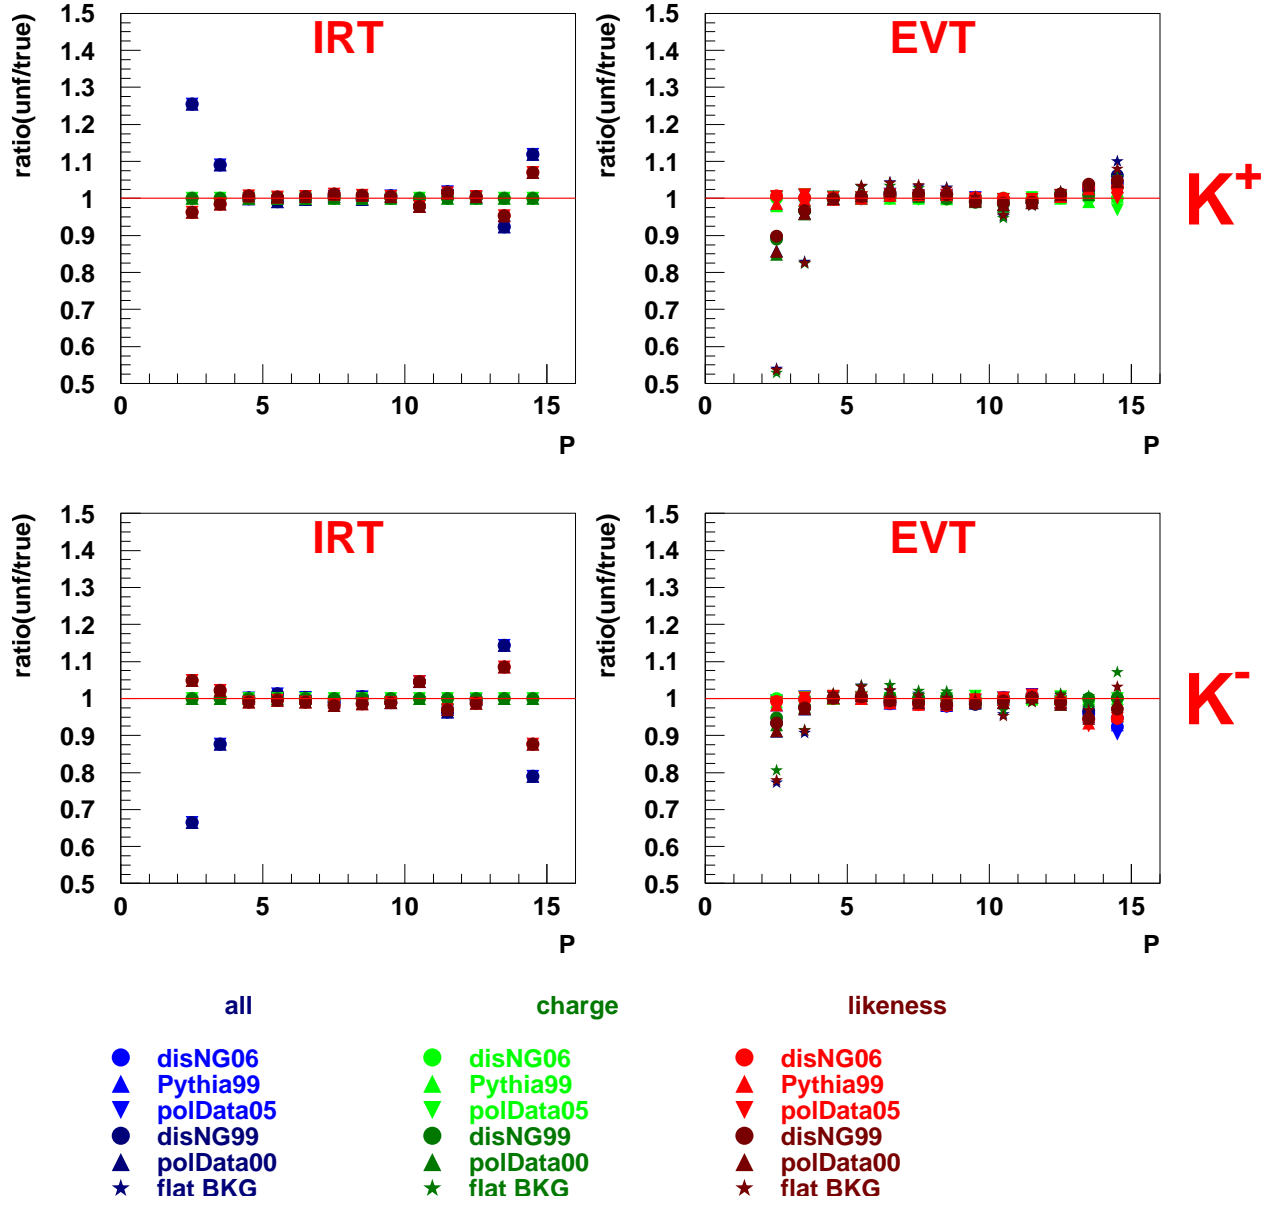 IRT
EVT
ratio(unf/true)
ratio(unf/true)
1.5
1.4
1.3
1.2
1.1
1
0.9
0.8
0.7
0.6
0.5
0 5 10 15
P
1.5
1.4
1.3
1.2
1.1
1
0.9
0.8
0.7
0.6
0.5
0 5 10 15
P
K+
IRT
EVT
ratio(unf/true)
ratio(unf/true)
1.5
1.4
1.3
1.2
1.1
1
0.9
0.8
0.7
0.6
0.5
0 5 10 15
P
1.5
1.4
1.3
1.2
1.1
1
0.9
0.8
0.7
0.6
0.5
0 5 10 15
P
K-
all charge likeness
disNG06 disNG06 disNG06
Pythia99 Pythia99 Pythia99
polData05 polData05 polData05
disNG99 disNG99 disNG99
polData00 polData00 polData00
flat BKG flat BKG flat BKG